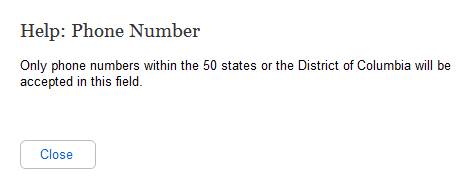 Help: Phone Number
Only phone numbers within the 50 states or the District of Columbia will be
accepted in this field.
Close